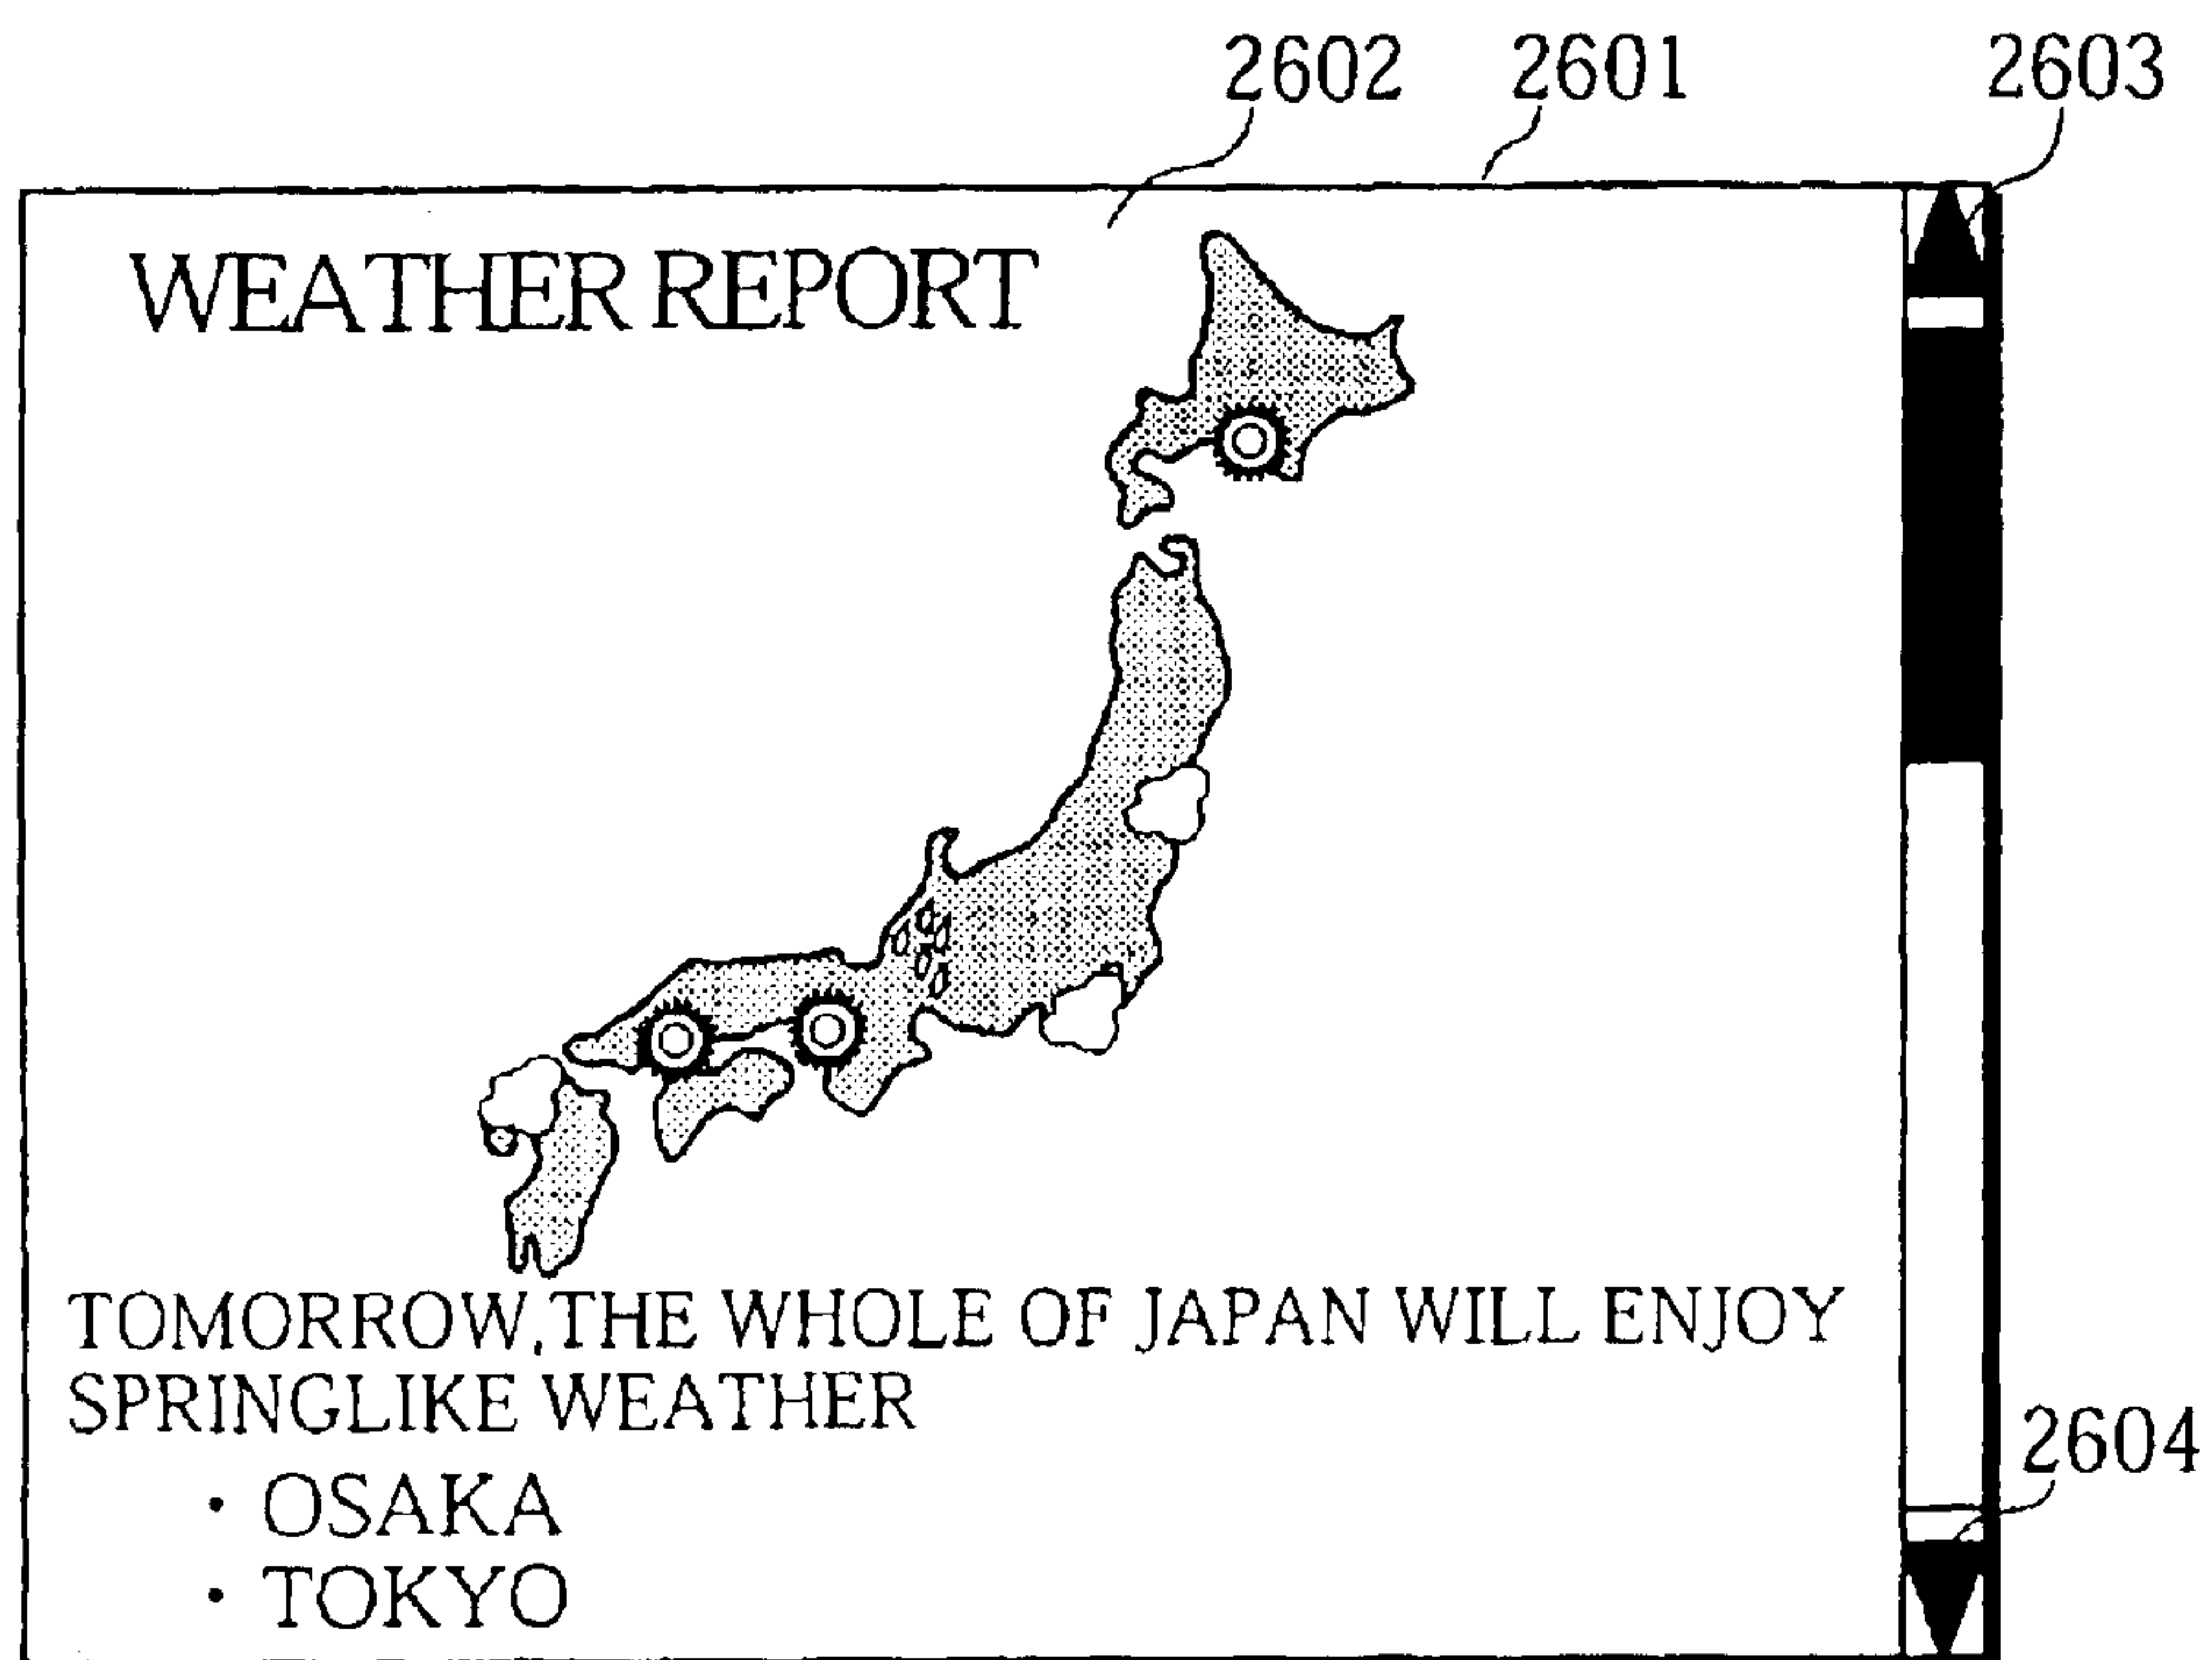 2602 2601 2603
WEATHER REPORT
TOMORROW,THE WHOLE OF JAPAN WILL ENJOY
SPRINGLIKE WEATHER
2604
· OSAKA
· TOKYO